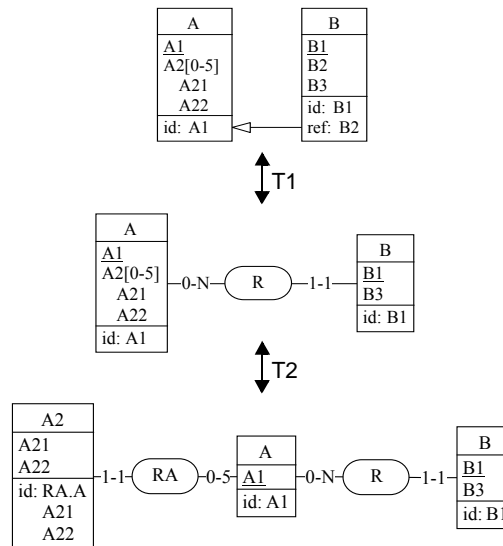 A
B
A1
A2[0-5]
A21
A22
id: A1
B1
B2
B3
id: B1
ref: B2
T1
A
A1
A2[0-5]
A21
A22
id: A1
0-N
R
1-1
B
B1
B3
id: B1
T2
A2
A21
A22
id: RA.A
A21
A22
1-1
RA
0-5
A
A1
id: A1
0-N
R
1-1
B
B1
B3
id: B1